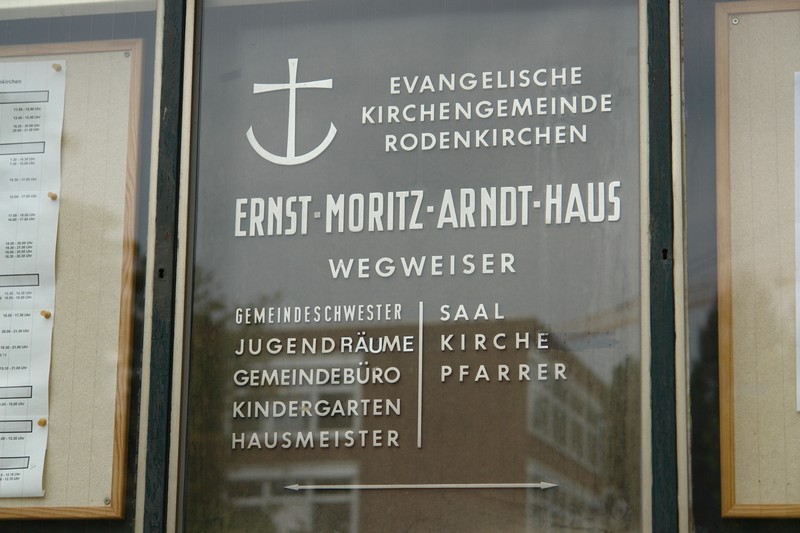 EVANGELISCHE
KIRCHENGEMEINDE
RODENKIRCHEN
ERNST-MORITZ-ARNDT-HAUS
WEGWEISER
GEMEINDESCHWESTER
JUGENDRÄUME
GEMEINDEBÜRO
KINDERGARTEN
HAUSMEISTER
SAAL
KIRCHE
PFARRER